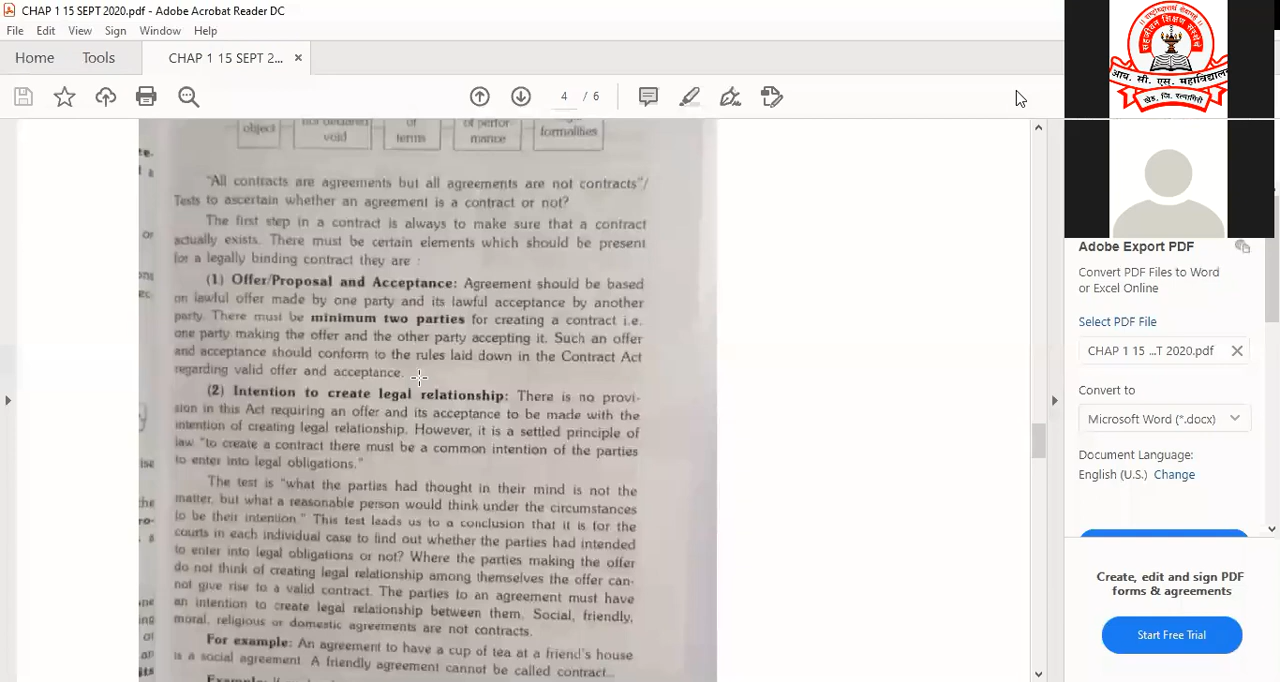 CHAP 1 15 SEPT 2020.pdf - Adobe Acrobat Reader DC
File Edit View Sign Window Help
Home Tools CHAP 1 15 SEPT 2... ×
4 / 6
object
void
of
terms
of perfor
mance
formalities
"All contracts are agreements but all agreements are not contracts"/
Tests to ascertain whether an agreement is a contract or not?
The first step in a contract is always to make sure that a contract
actually exists. There must be certain elements which should be present
for a legally binding contract they are :
(1) Offer/Proposal and Acceptance: Agreement should be based
on lawful offer made by one party and its lawful acceptance by another
party. There must be minimum two parties for creating a contract i.e.
one party making the offer and the other party accepting it. Such an offer
and acceptance should conform to the rules laid down in the Contract Act
regarding valid offer and acceptance.
(2) Intention to create legal relationship: There is no provi-
sion in this Act requiring an offer and its acceptance to be made with the
intention of creating legal relationship. However, it is a settled principle of
law "to create a contract there must be a common intention of the parties
to enter into legal obligations."
The test is "what the parties had thought in their mind is not the
matter, but what a reasonable person would think under the circumstances
to be their intention." This test leads us to a conclusion that it is for the
courts in each individual case to find out whether the parties had intended
to enter into legal obligations or not? Where the parties making the offer
do not think of creating legal relationship among themselves the offer can-
not give rise to a valid contract. The parties to an agreement must have
an intention to create legal relationship between them. Social, friendly,
moral, religious or domestic agreements are not contracts.
For example: An agreement to have a cup of tea at a friend's house
is a social agreement. A friendly agreement cannot be called contract...
सहजीवन शिक्षण संस्थेचे
आय. सी. एस. महाविद्यालय
खेड, जि. रत्नागिरी
Adobe Export PDF
Convert PDF Files to Word
or Excel Online
Select PDF File
CHAP 1 15 ...T 2020.pdf ×
Convert to
Microsoft Word (*.docx)
Document Language:
English (U.S.) Change
Create, edit and sign PDF
forms & agreements
Start Free Trial